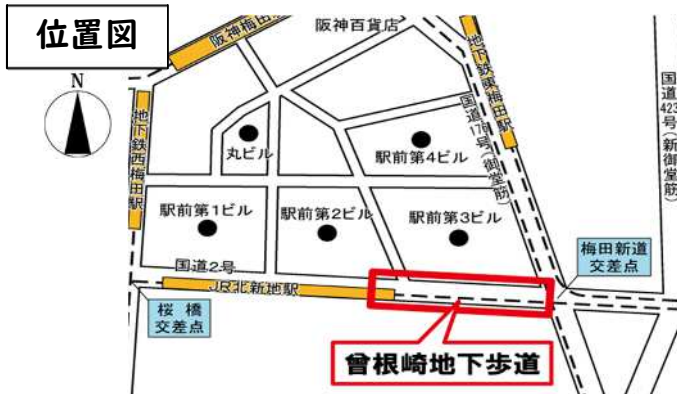 位置図
N
阪神梅田
阪神百貨店
地下鉄東梅田駅
国道423号(新御堂筋)
地下鉄西梅田駅
国道176号(御堂筋)
丸ビル
駅前第4ビル
駅前第1ビル
駅前第2ビル
駅前第3ビル
国道2号
JR北新地駅
梅田新道
交差点
桜橋
交差点
曾根崎地下歩道